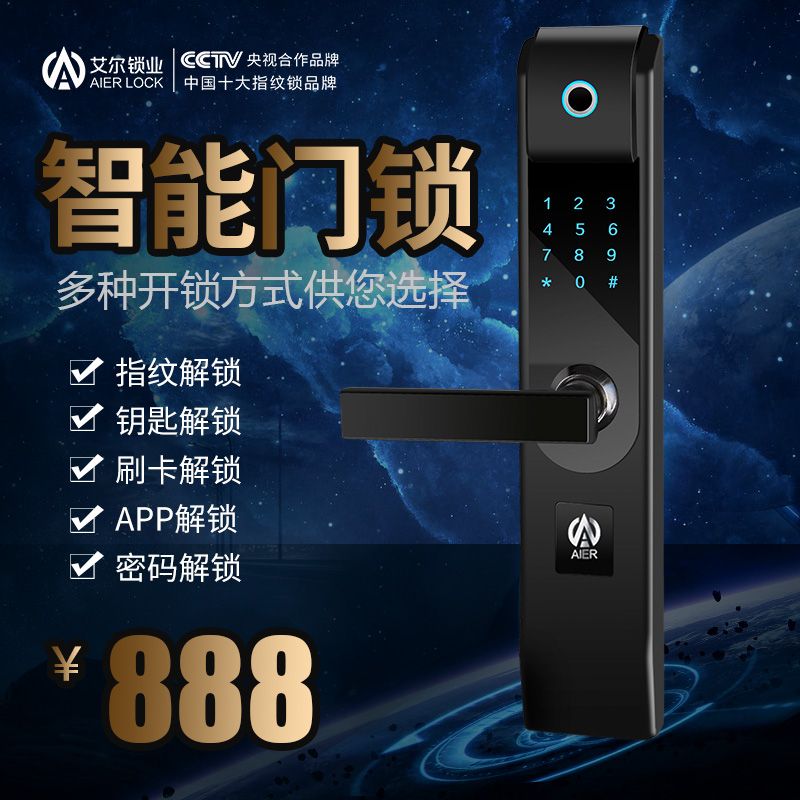 艾尔锁业
AIER LOCK
CCTV 央视合作品牌
中国十大指纹锁品牌
智能门锁
多种开锁方式供您选择
指纹解锁
钥匙解锁
刷卡解锁
APP解锁
密码解锁
¥888
1 2 3
4 5 6
7 8 9
* 0 #
AIER